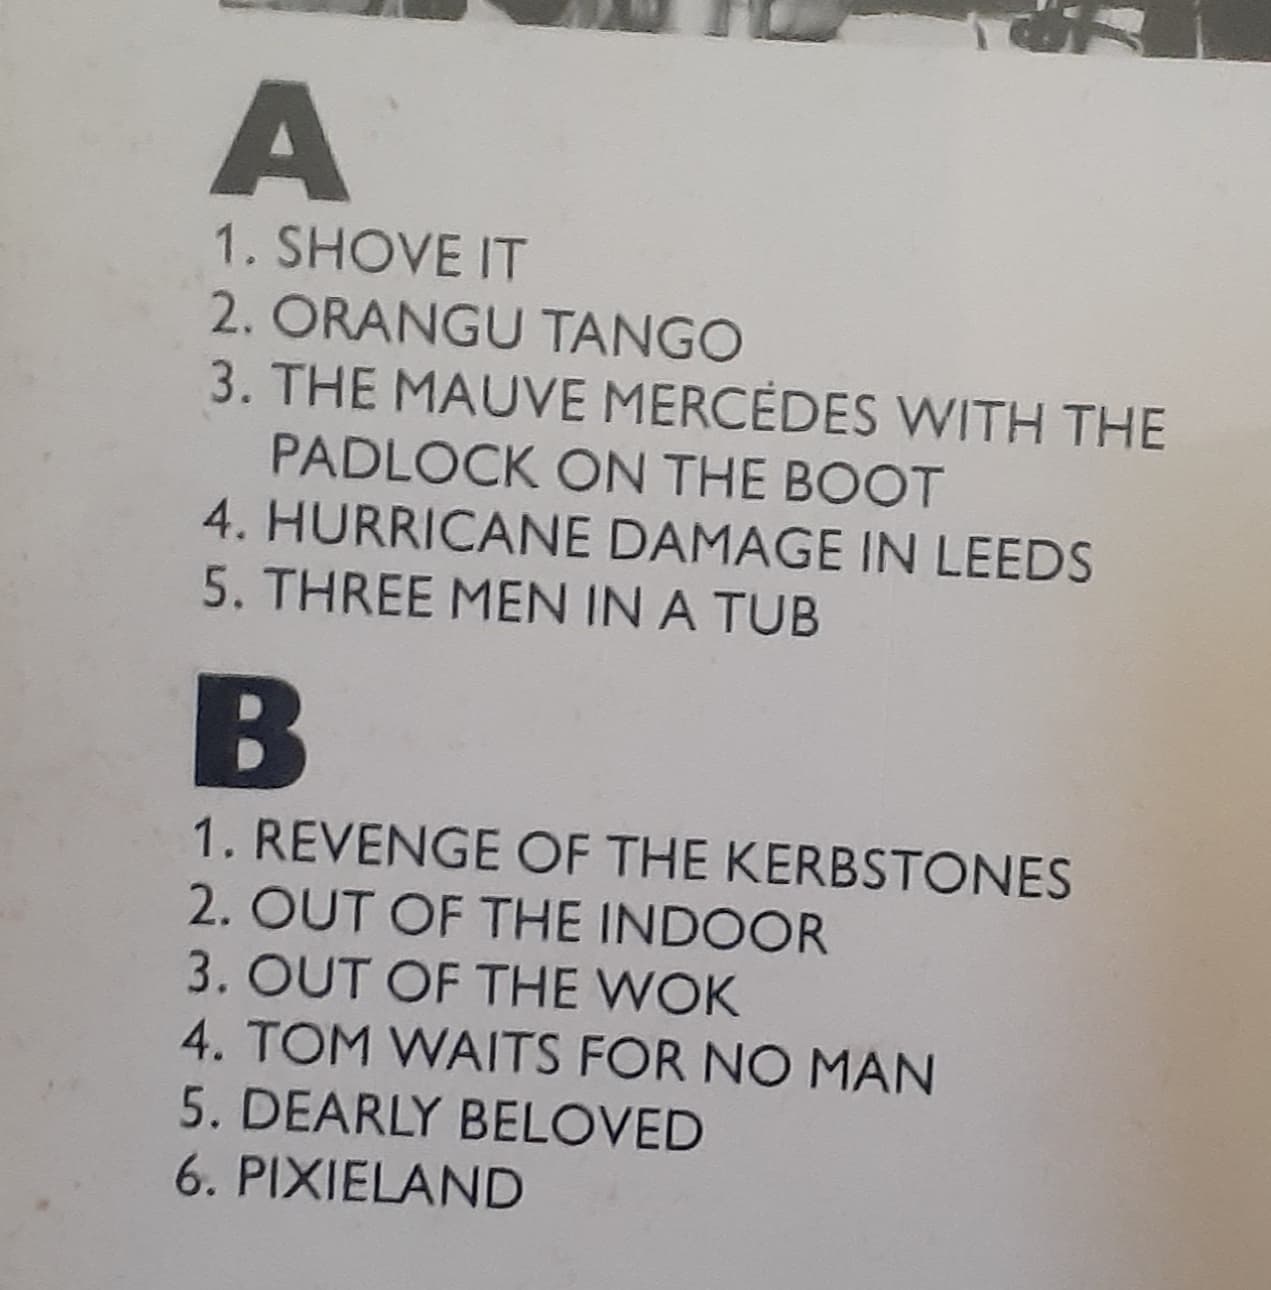 A
1. SHOVE IT
2. ORANGU TANGO
3. THE MAUVE MERCĖDES WITH THE
PADLOCK ON THE BOOT
4. HURRICANE DAMAGE IN LEEDS
5. THREE MEN IN A TUB
B
1. REVENGE OF THE KERBSTONES
2. OUT OF THE INDOOR
3. OUT OF THE WOK
4. TOM WAITS FOR NO MAN
5. DEARLY BELOVED
6. PIXIELAND